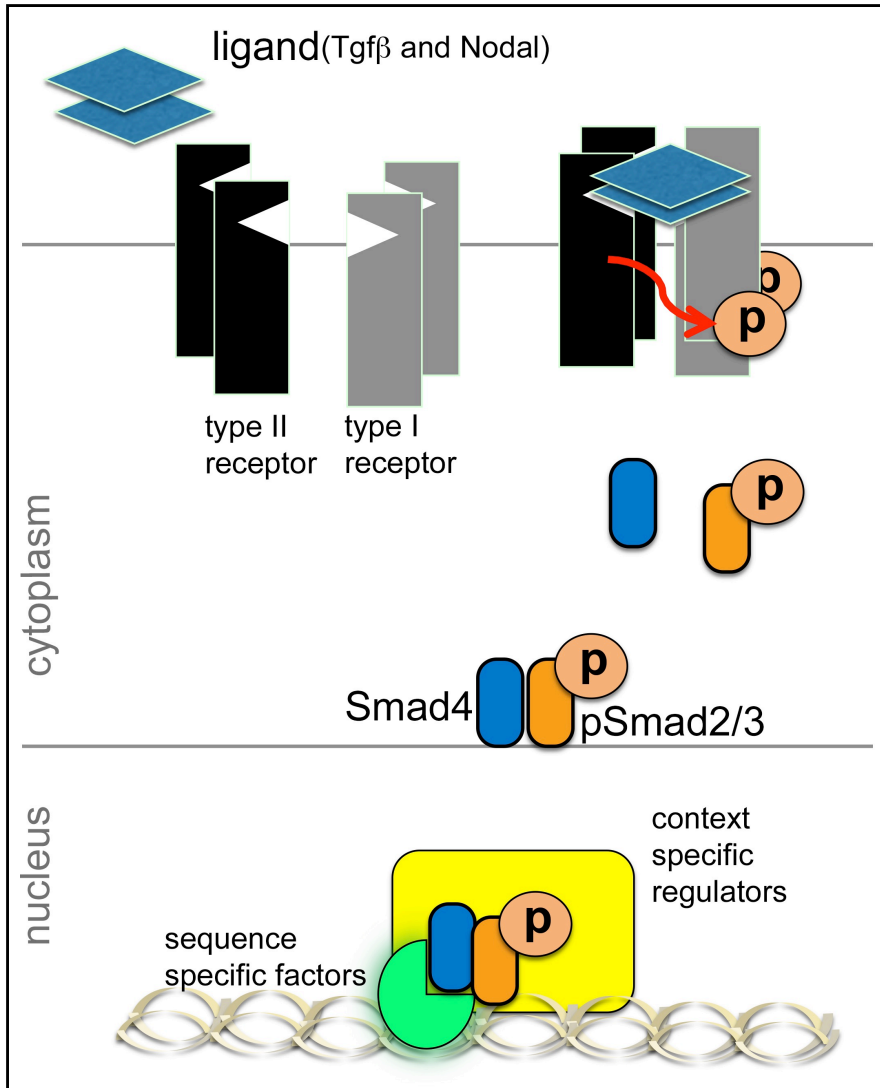 ligand(Tgfβ and Nodal)
p
p
type II
receptor
type I
receptor
p
cytoplasm
p
Smad4
pSmad2/3
nucleus
context
specific
regulators
p
sequence
specific factors